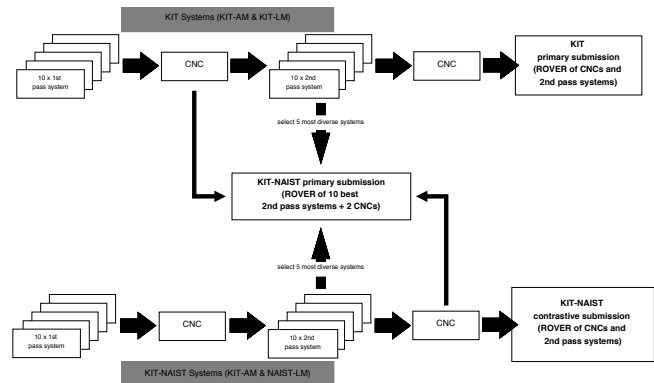 KIT Systems (KIT-AM & KIT-LM)
10 x 1st
pass system
CNC
10 x 2nd
pass system
CNC
KIT
primary submission
(ROVER of CNCs and
2nd pass systems)
select 5 most diverse systems
KIT-NAIST primary submission
(ROVER of 10 best
2nd pass systems + 2 CNCs)
select 5 most diverse systems
10 x 1st
pass system
CNC
10 x 2nd
pass system
CNC
KIT-NAIST
contrastive submission
(ROVER of CNCs and
2nd pass systems)
KIT-NAIST Systems (KIT-AM & NAIST-LM)